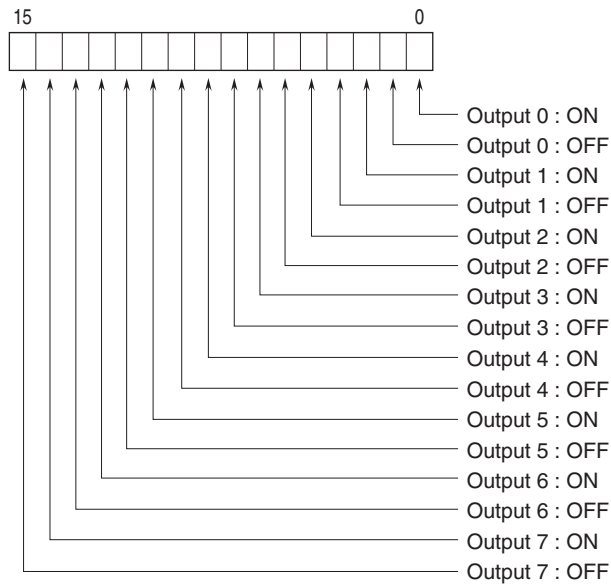 15 0
Output 0 : ON
Output 0 : OFF
Output 1 : ON
Output 1 : OFF
Output 2 : ON
Output 2 : OFF
Output 3 : ON
Output 3 : OFF
Output 4 : ON
Output 4 : OFF
Output 5 : ON
Output 5 : OFF
Output 6 : ON
Output 6 : OFF
Output 7 : ON
Output 7 : OFF